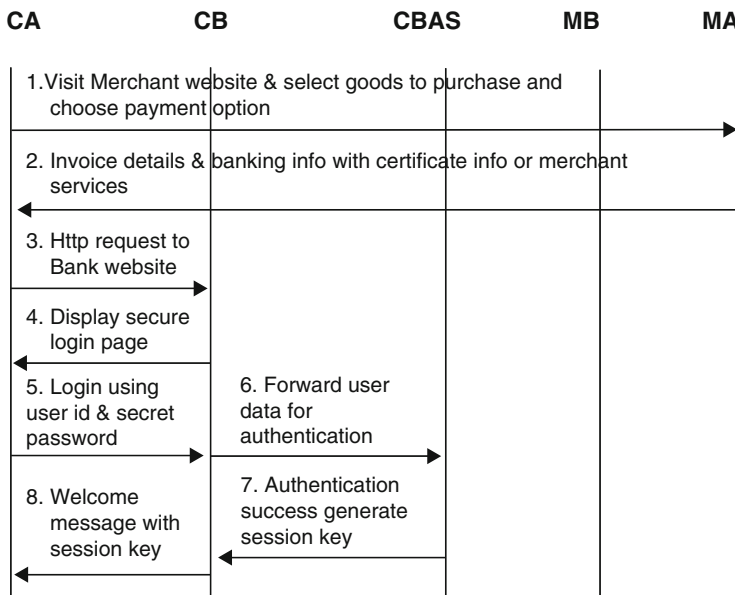 CA CB CBAS MB MA
1.Visit Merchant website & select goods to purchase and
choose payment option
2. Invoice details & banking info with certificate info or merchant
services
3. Http request to
Bank website
4. Display secure
login page
5. Login using
user id & secret
password
6. Forward user
data for
authentication
7. Authentication
success generate
session key
8. Welcome
message with
session key